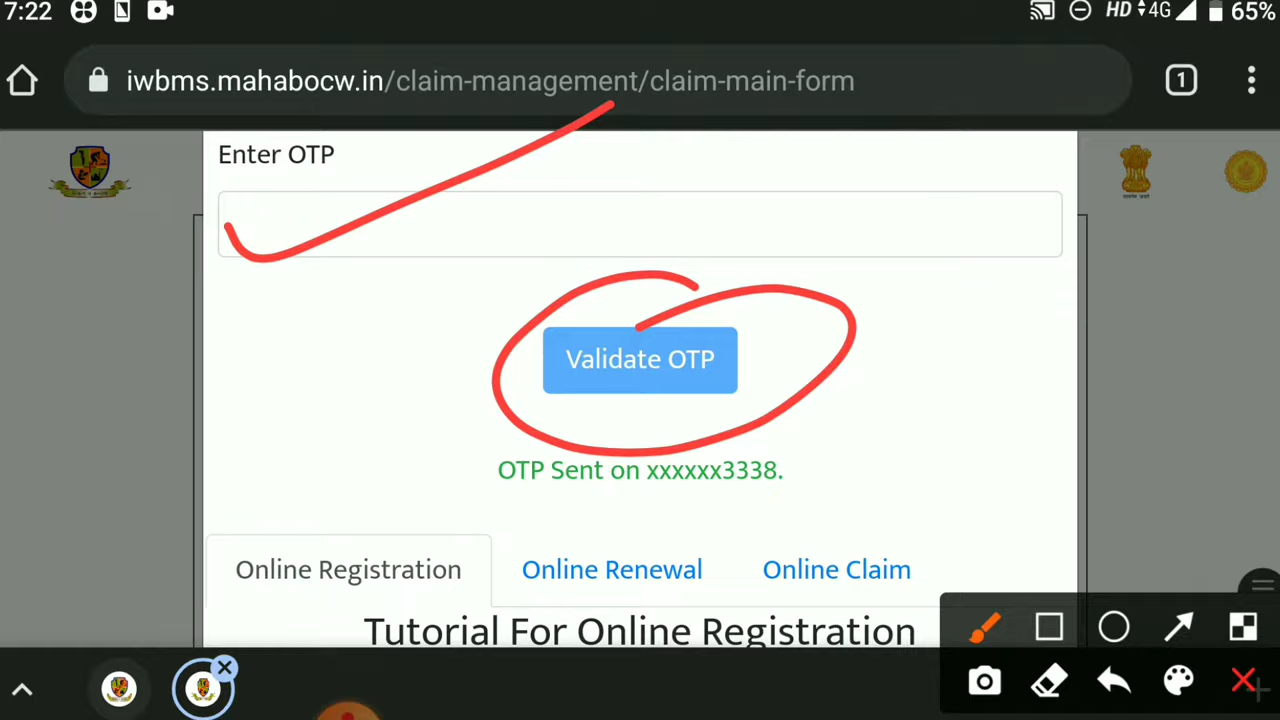 7:22 HD 4G 65%
iwbms.mahabocw.in/claim-management/claim-main-form 1
Enter OTP
Validate OTP
OTP Sent on xxxxxx3338.
Online Registration Online Renewal Online Claim
Tutorial For Online Registration